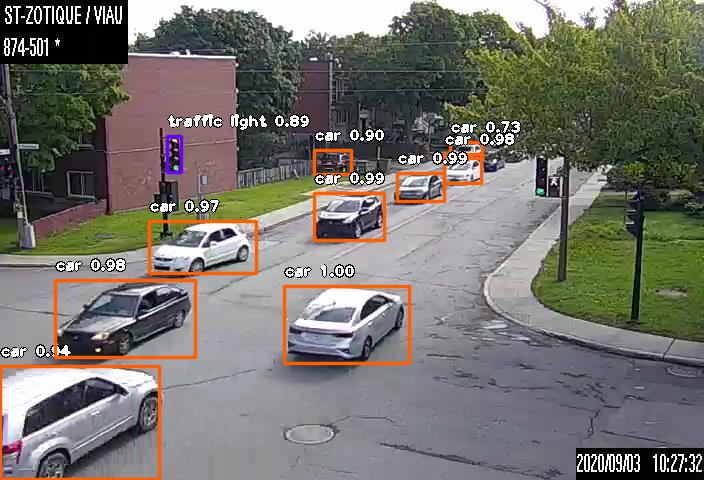 ST-ZOTIQUE / VIAU
874-501 *
traffic light 0.89
car 0.90
car 0.73
car 0.98
car 0.99
car 0.99
car 0.97
car 0.98
car 1.00
car 0.94
2020/09/03 10:27:32